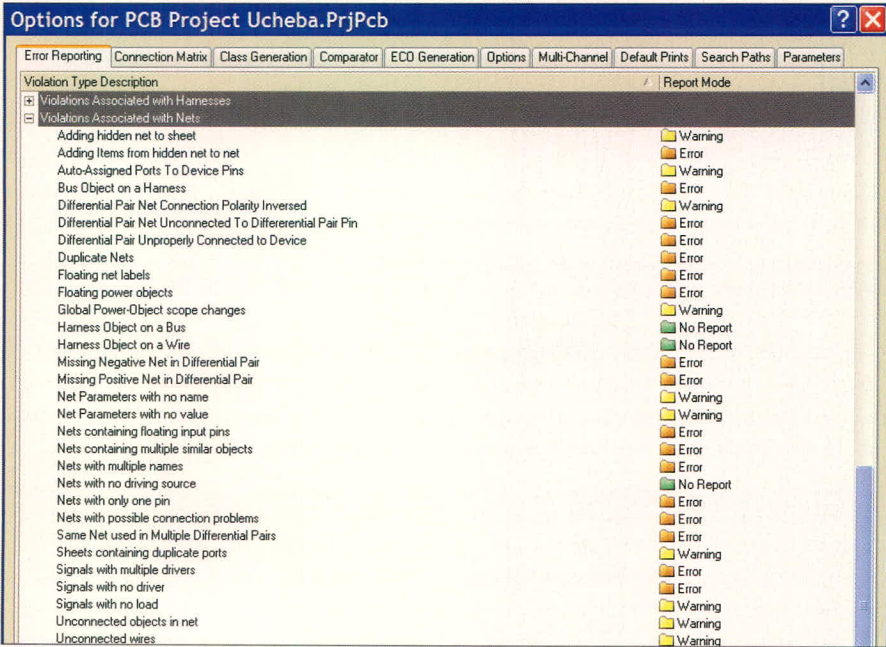 Options for PCB Project Ucheba.PrjPcb
Error Reporting Connection Matrix Class Generation Comparator ECO Generation Options Multi-Channel Default Prints Search Paths Parameters
Violation Type Description Report Mode
Violations Associated with Harnesses
Violations Associated with Nets
Adding hidden net to sheet Warning
Adding Items from hidden net to net Error
Auto-Assigned Ports To Device Pins Warning
Bus Object on a Harness Error
Differential Pair Net Connection Polarity Inversed Warning
Differential Pair Net Unconnected To Differerential Pair Pin Error
Differential Pair Unproperly Connected to Device Error
Duplicate Nets Error
Floating net labels Error
Floating power objects Error
Global Power-Object scope changes Warning
Harness Object on a Bus No Report
Harness Object on a Wire No Report
Missing Negative Net in Differential Pair Error
Missing Positive Net in Differential Pair Error
Net Parameters with no name Warning
Net Parameters with no value Warning
Nets containing floating input pins Error
Nets containing multiple similar objects Error
Nets with multiple names Error
Nets with no driving source No Report
Nets with only one pin Error
Nets with possible connection problems Error
Same Net used in Multiple Differential Pairs Error
Sheets containing duplicate ports Warning
Signals with multiple drivers Error
Signals with no driver Error
Signals with no load Warning
Unconnected objects in net Warning
Unconnected wires Warning